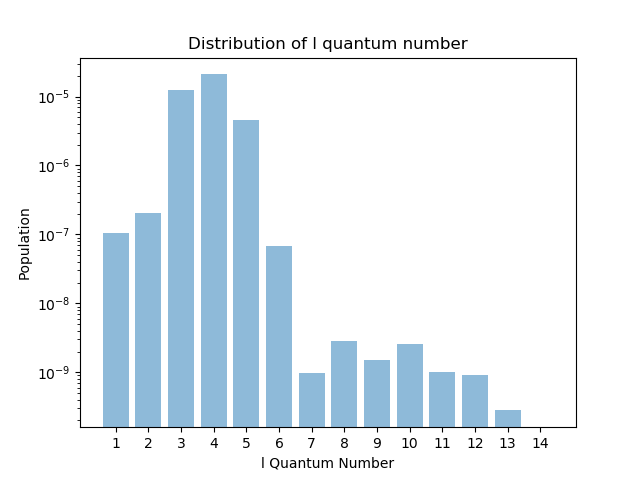 Distribution of l quantum number
Population
10⁻⁵
10⁻⁶
10⁻⁷
10⁻⁸
10⁻⁹
1 2 3 4 5 6 7 8 9 10 11 12 13 14
l Quantum Number